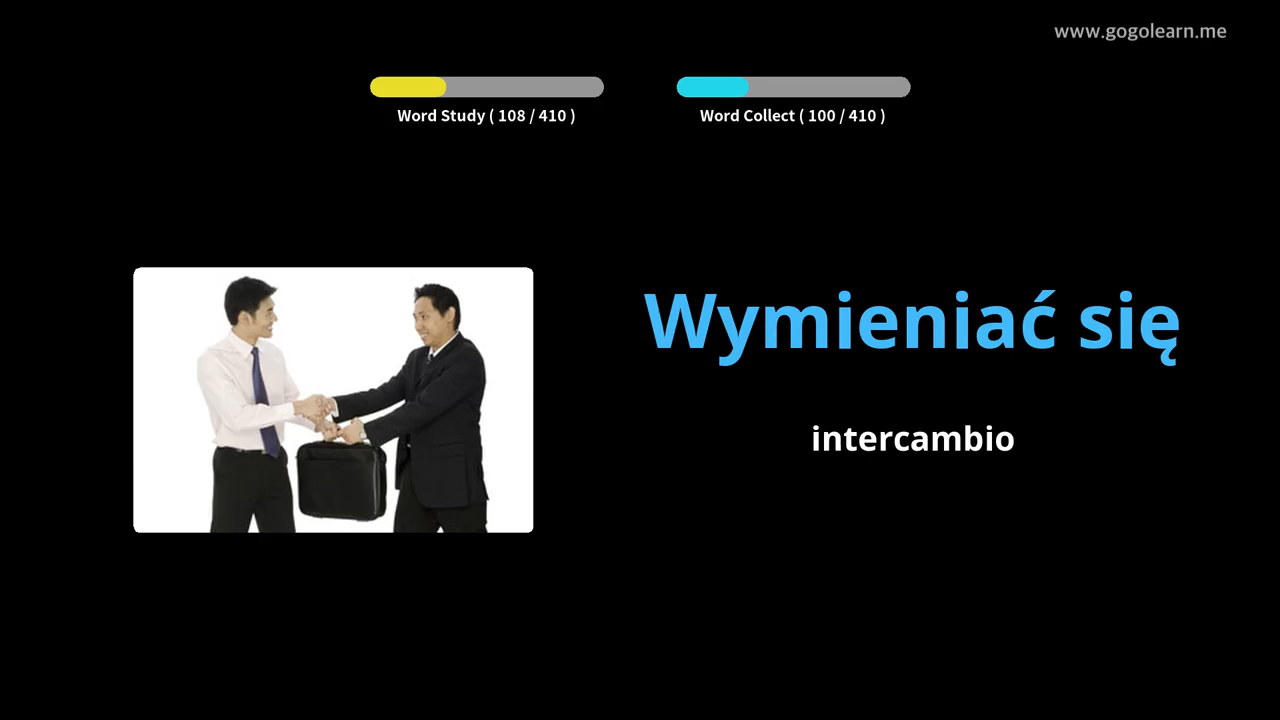 www.gogolearn.me
Word Study ( 108 / 410 )
Word Collect ( 100 / 410 )
Wymieniać się
intercambio